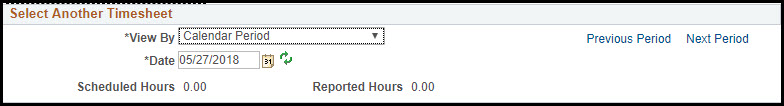 Select Another Timesheet
*View By Calendar Period Previous Period Next Period
*Date 05/27/2018 31
Scheduled Hours 0.00 Reported Hours 0.00